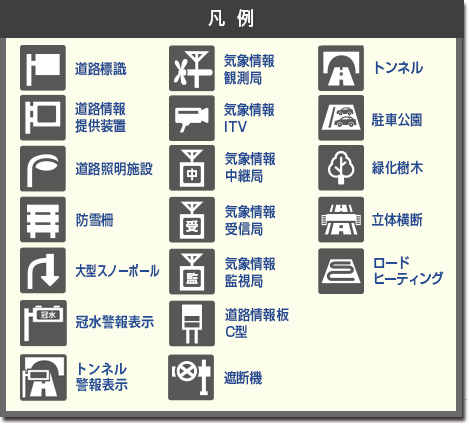 凡 例
道路標識
道路情報
提供装置
道路照明施設
防雪柵
大型スノーポール
冠水
冠水警報表示
トンネル
警報表示
気象情報
観測局
気象情報
ITV
中
気象情報
中継局
受
気象情報
受信局
監
気象情報
監視局
道路情報板
C型
遮断機
トンネル
駐車公園
緑化樹木
立体横断
ロード
ヒーティング